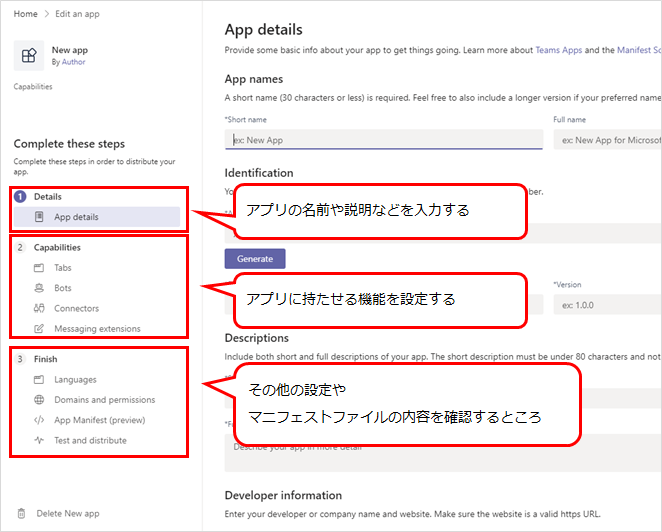 Home > Edit an app
New app
By Author
Capabilities
Complete these steps
Complete these steps in order to distribute your
app.
1 Details
App details
2 Capabilities
Tabs
Bots
Connectors
Messaging extensions
3 Finish
Languages
Domains and permissions
App Manifest (preview)
Test and distribute
Delete New app
App details
Provide some basic info about your app to get things going. Learn more about Teams Apps and the Manifest Sc
App names
A short name (30 characters or less) is required. Feel free to also include a longer version if your preferred name
*Short name
Full name
ex: New App
ex: New App for Microsof
Identification
アプリの名前や説明などを入力する
Generate
アプリに持たせる機能を設定する
*Version
ex: 1.0.0
Descriptions
Include both short and full descriptions of your app. The short description must be under 80 characters and not
その他の設定や
マニフェストファイルの内容を確認するところ
Describe your app in more detail
Developer information
Enter your developer or company name and website. Make sure the website is a valid https URL.